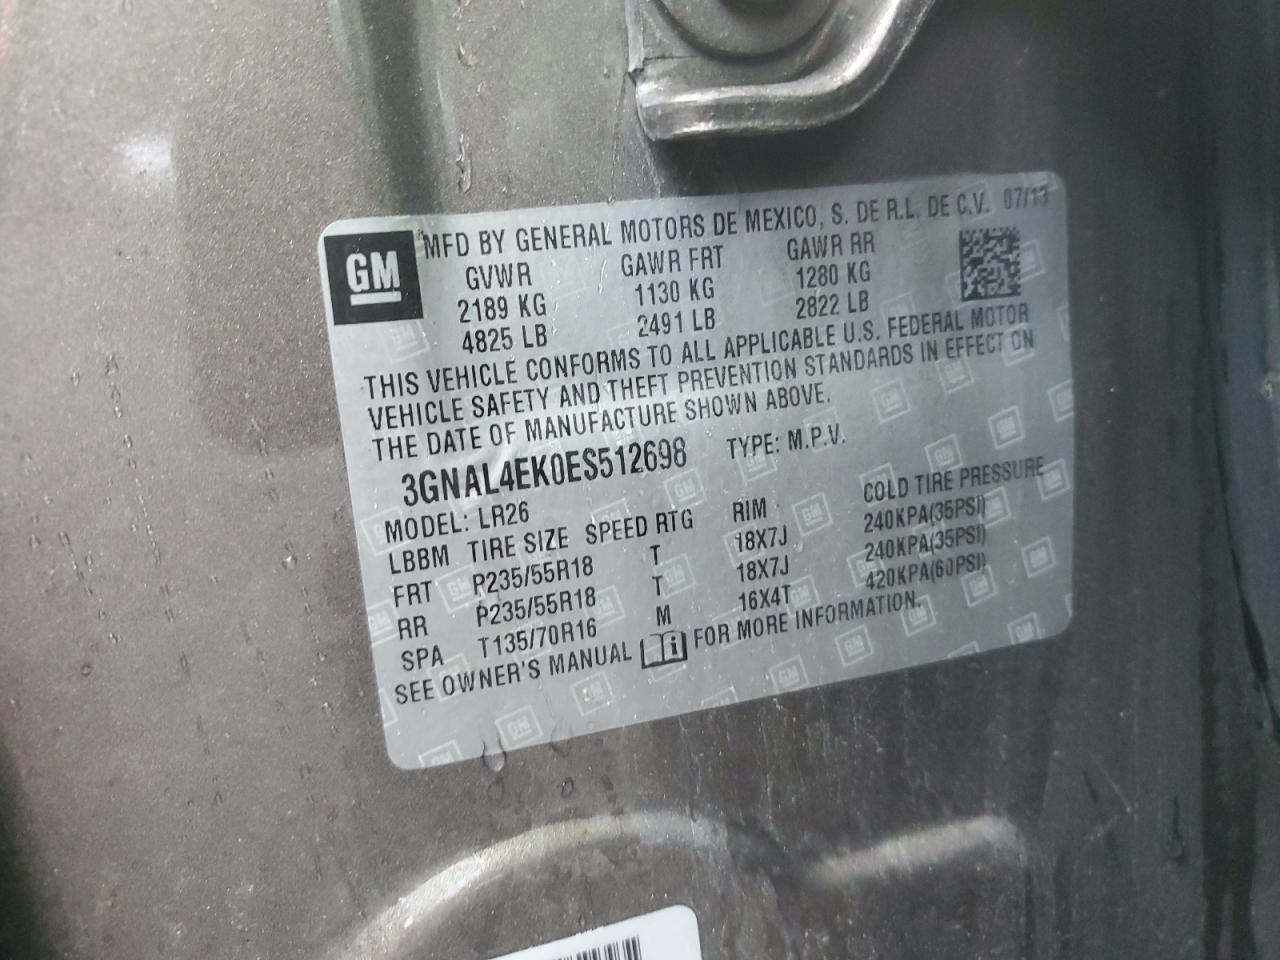 GM
MFD BY GENERAL MOTORS DE MEXICO, S. DE R.L. DE C.V. 07/13
GVWR GAWR FRT GAWR RR
2189 KG 1130 KG 1280 KG
4825 LB 2491 LB 2822 LB
THIS VEHICLE CONFORMS TO ALL APPLICABLE U.S. FEDERAL MOTOR
VEHICLE SAFETY AND THEFT PREVENTION STANDARDS IN EFFECT ON
THE DATE OF MANUFACTURE SHOWN ABOVE.
3GNAL4EK0ES512698 TYPE: M.P.V.
MODEL: LR26
LBBM TIRE SIZE SPEED RTG RIM COLD TIRE PRESSURE
FRT P235/55R18 T 18X7J 240KPA(35PSI)
RR P235/55R18 T 18X7J 240KPA(35PSI)
SPA T135/70R16 M 16X4T 420KPA(60PSI)
SEE OWNER'S MANUAL FOR MORE INFORMATION.